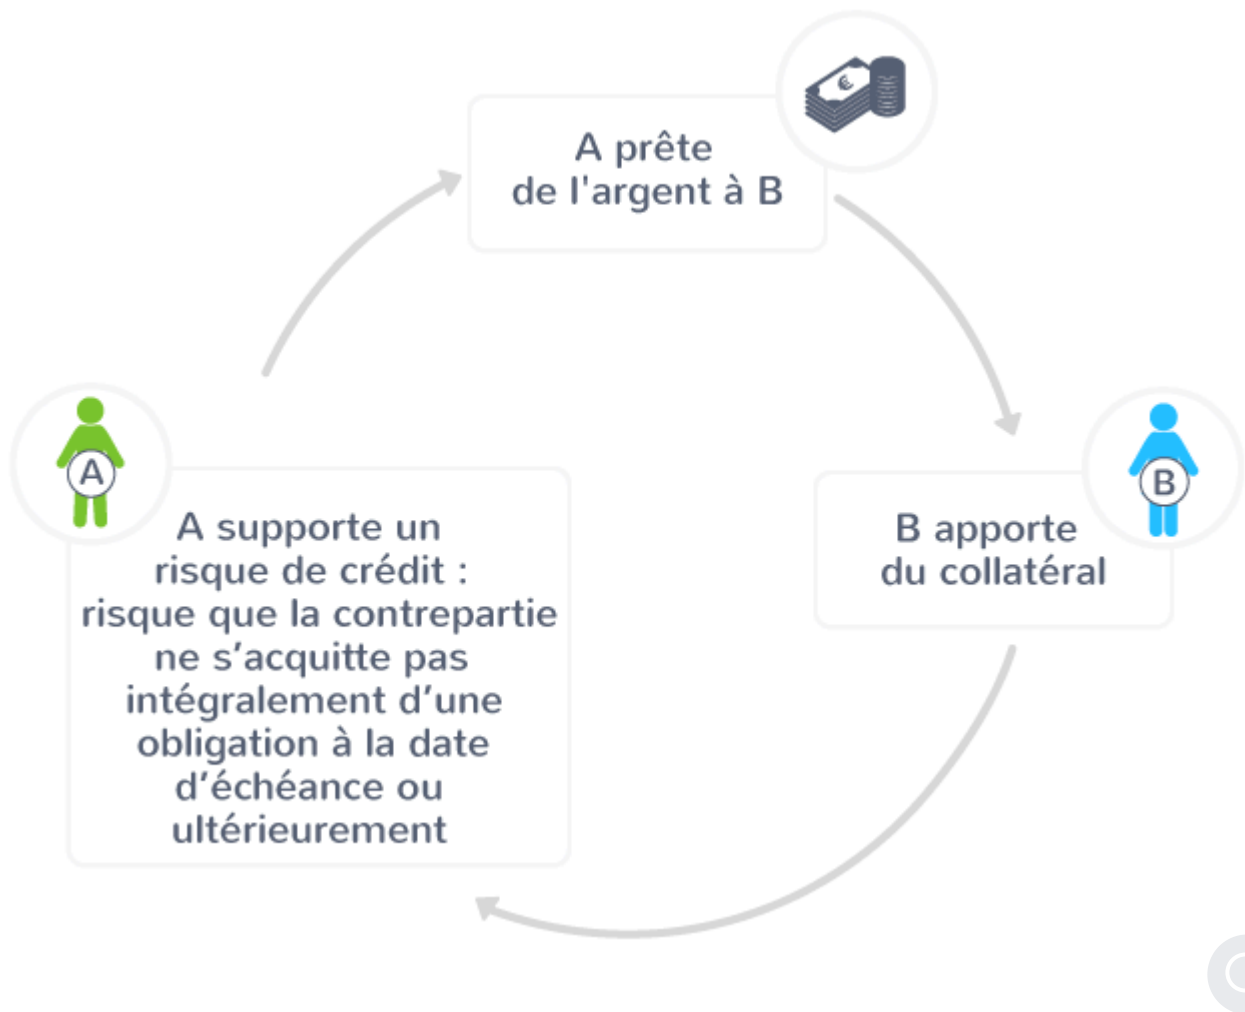 A prête
de l'argent à B
A
A supporte un
risque de crédit :
risque que la contrepartie
ne s’acquitte pas
intégralement d’une
obligation à la date
d’échéance ou
ultérieurement
B
B apporte
du collatéral